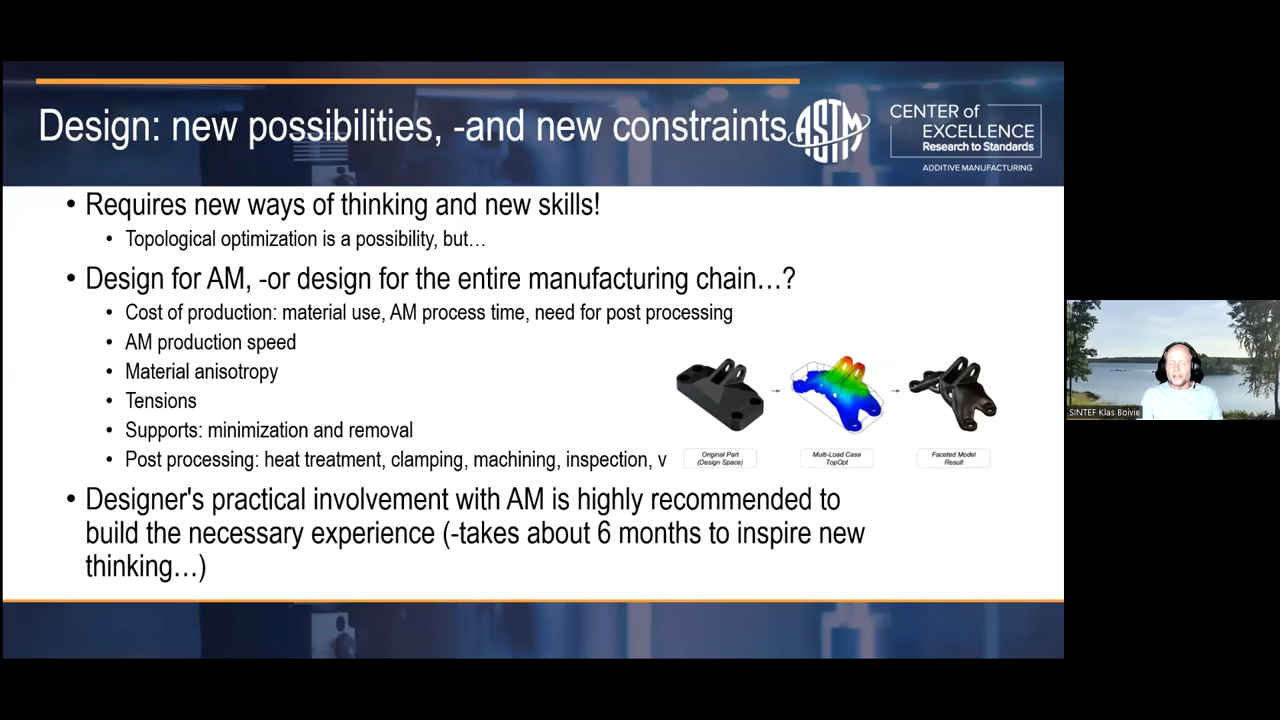 Design: new possibilities, -and new constraints
ASTM
CENTER of
EXCELLENCE
Research to Standards
ADDITIVE MANUFACTURING
• Requires new ways of thinking and new skills!
• Topological optimization is a possibility, but…
• Design for AM, -or design for the entire manufacturing chain…?
• Cost of production: material use, AM process time, need for post processing
• AM production speed
• Material anisotropy
• Tensions
• Supports: minimization and removal
• Post processing: heat treatment, clamping, machining, inspection, v
Original Part
(Design Space)
Multi-Load Case
TopOpt
Faceted Model
Result
• Designer's practical involvement with AM is highly recommended to
build the necessary experience (-takes about 6 months to inspire new
thinking…)
SINTEF Klas Boivie